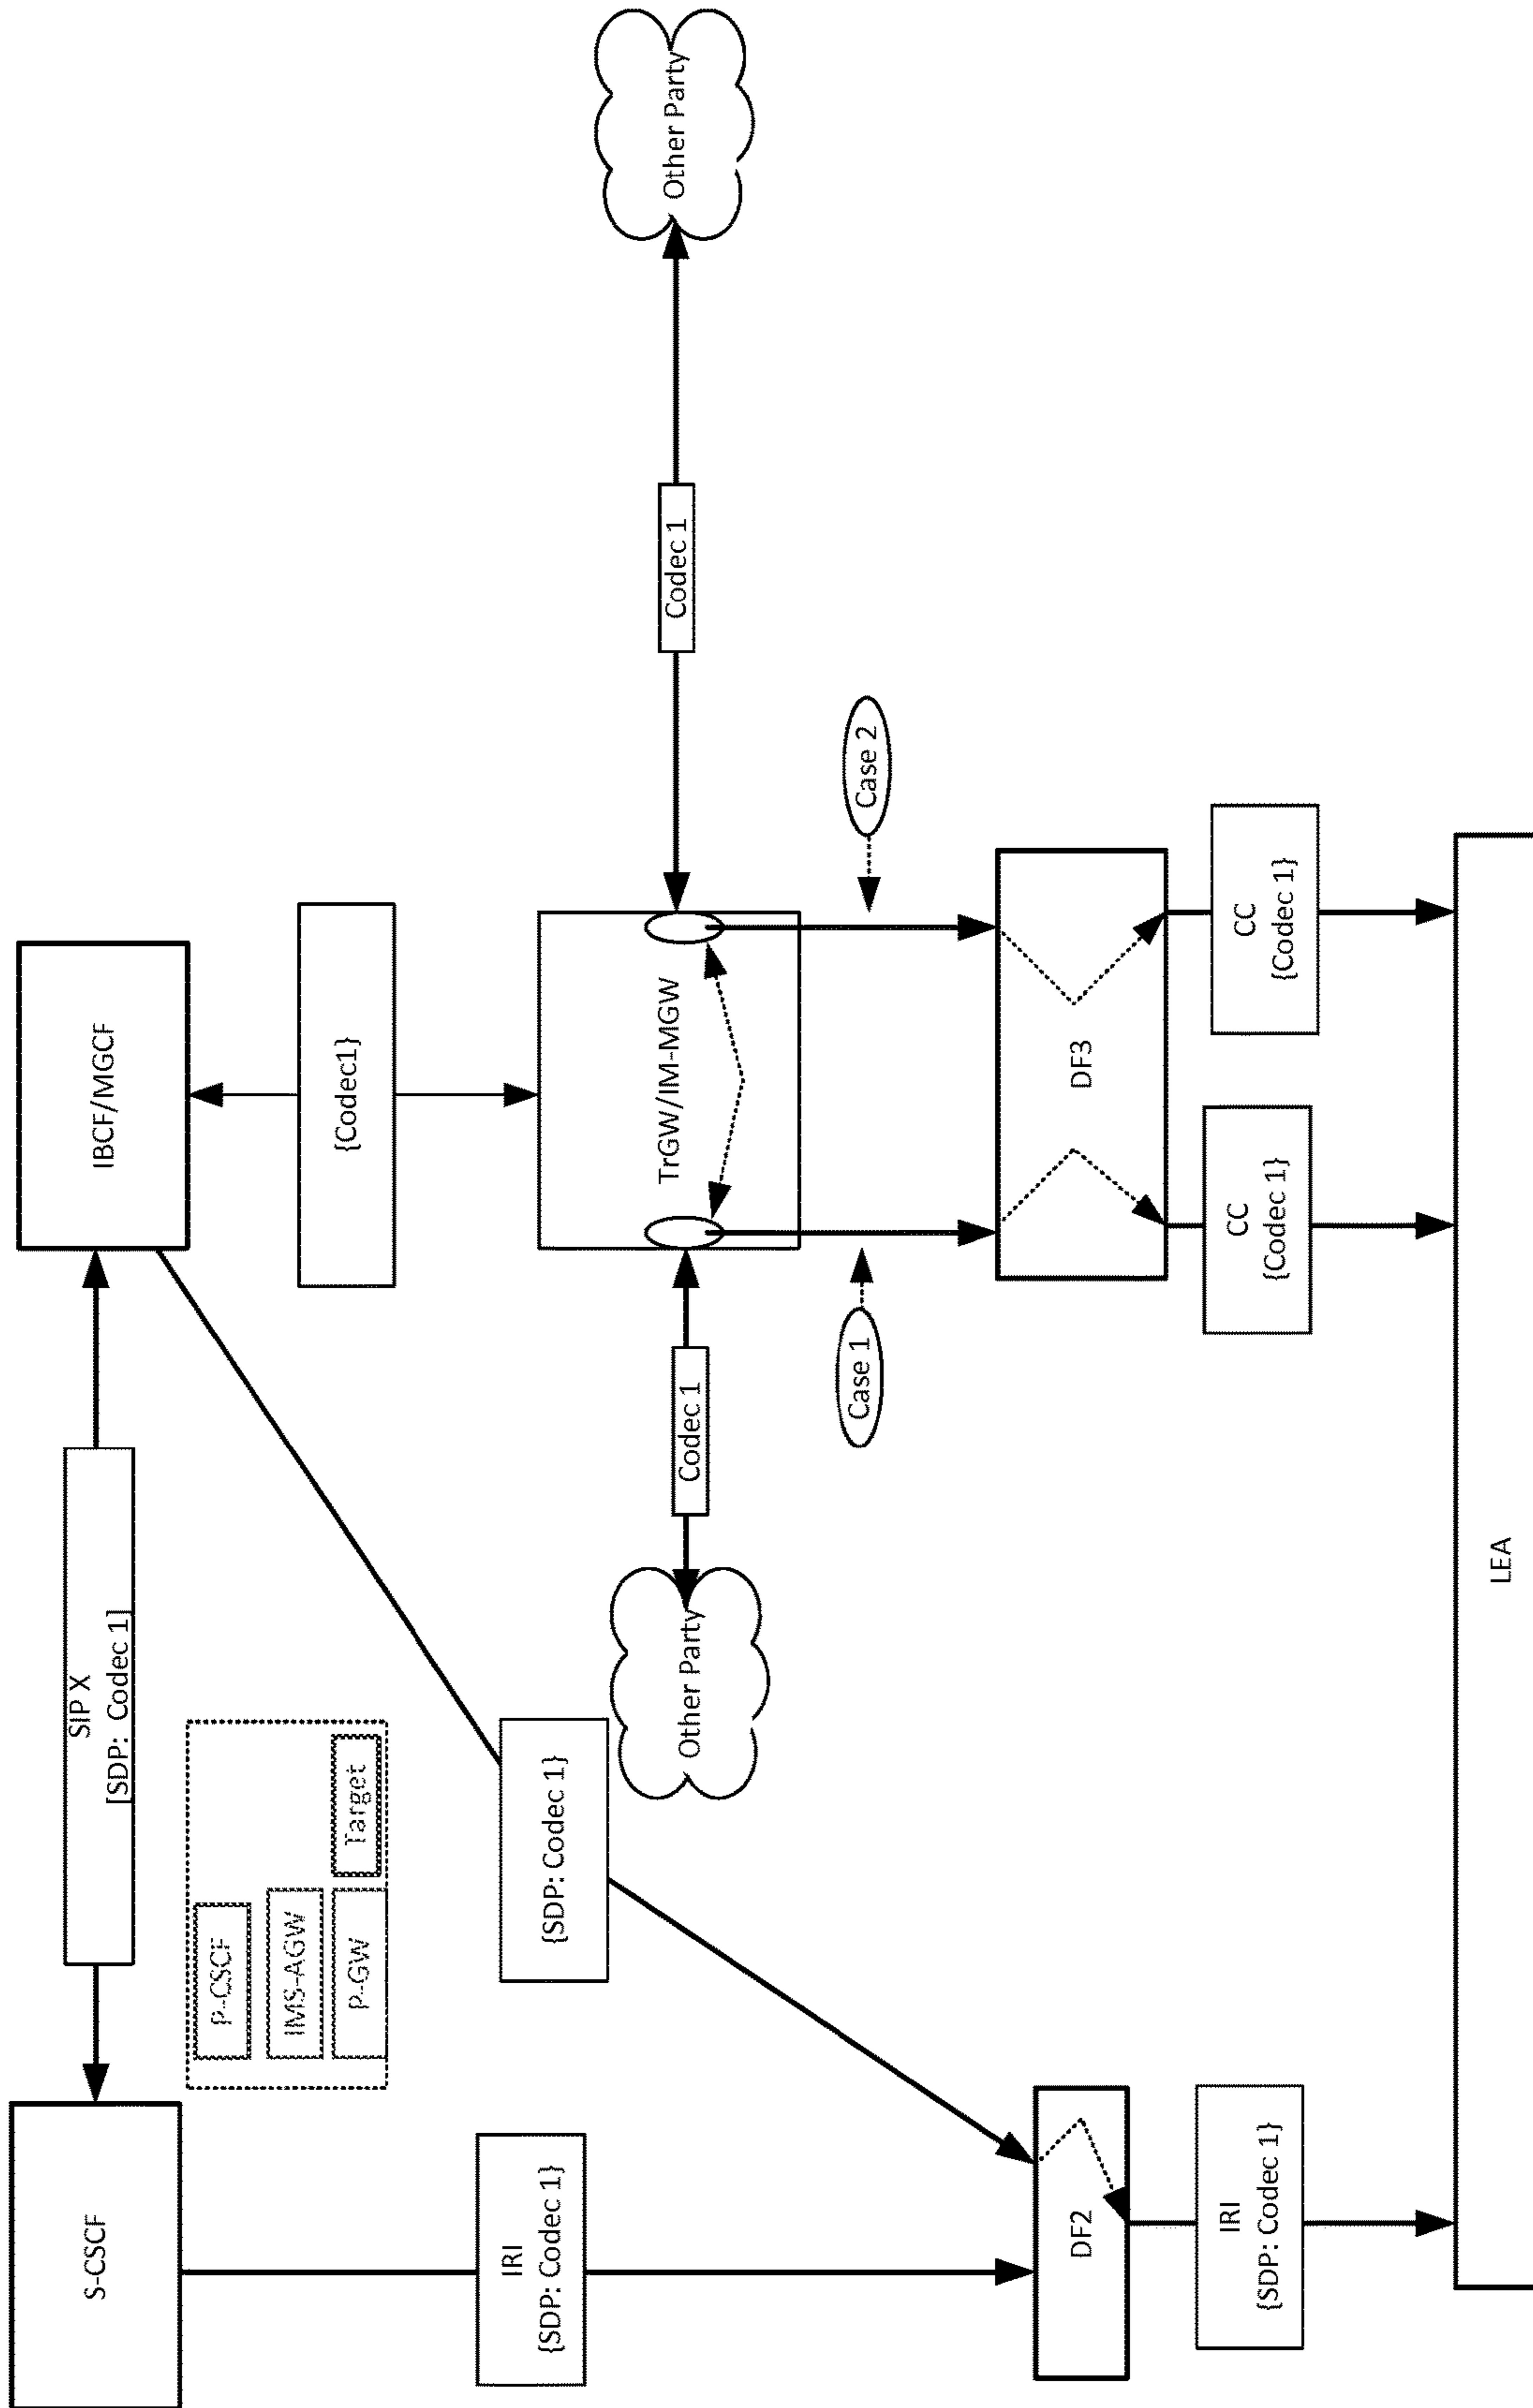 S-CSCF
SIP X
[SDP: Codec 1]
IBCF/MGCF
P-CSCF
IMS-AGW
P-GW
Target
{Codec1}
IRI
{SDP: Codec 1}
{SDP: Codec 1}
Other Party
Codec 1
TrGW/IM-MGW
Codec 1
Other Party
Case 1
Case 2
DF2
DF3
IRI
{SDP: Codec 1}
CC
{Codec 1}
CC
{Codec 1}
LEA